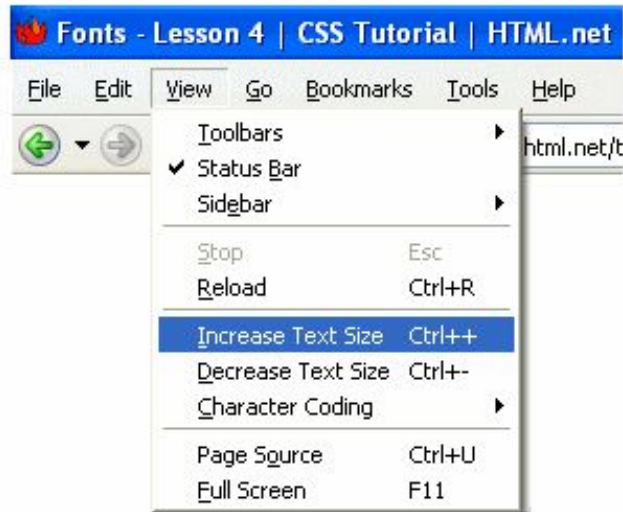 Fonts - Lesson 4 | CSS Tutorial | HTML.net
File Edit View Go Bookmarks Tools Help
html.net/t
Toolbars
Status Bar
Sidebar
Stop Esc
Reload Ctrl+R
Increase Text Size Ctrl++
Decrease Text Size Ctrl+-
Character Coding
Page Source Ctrl+U
Full Screen F11